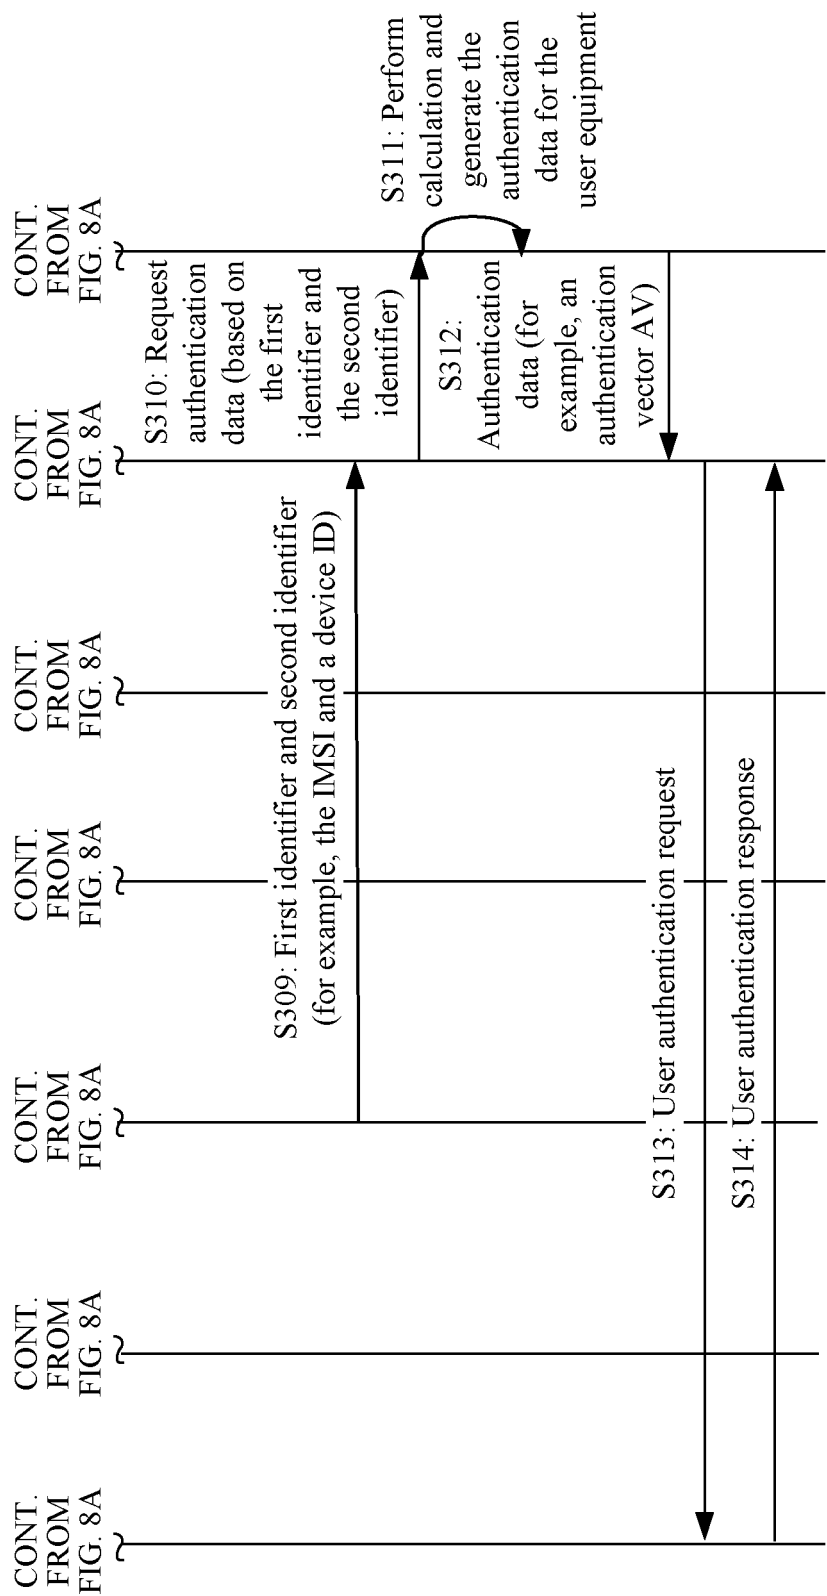 CONT.
FROM
FIG. 8A
CONT.
FROM
FIG. 8A
CONT.
FROM
FIG. 8A
CONT.
FROM
FIG. 8A
CONT.
FROM
FIG. 8A
CONT.
FROM
FIG. 8A
CONT.
FROM
FIG. 8A
S309: First identifier and second identifier
(for example, the IMSI and a device ID)
S310: Request
authentication
data (based on
the first
identifier and
the second
identifier)
S311: Perform
calculation and
generate the
authentication
data for the
user equipment
S312:
Authentication
data (for
example, an
authentication
vector AV)
S313: User authentication request
S314: User authentication response